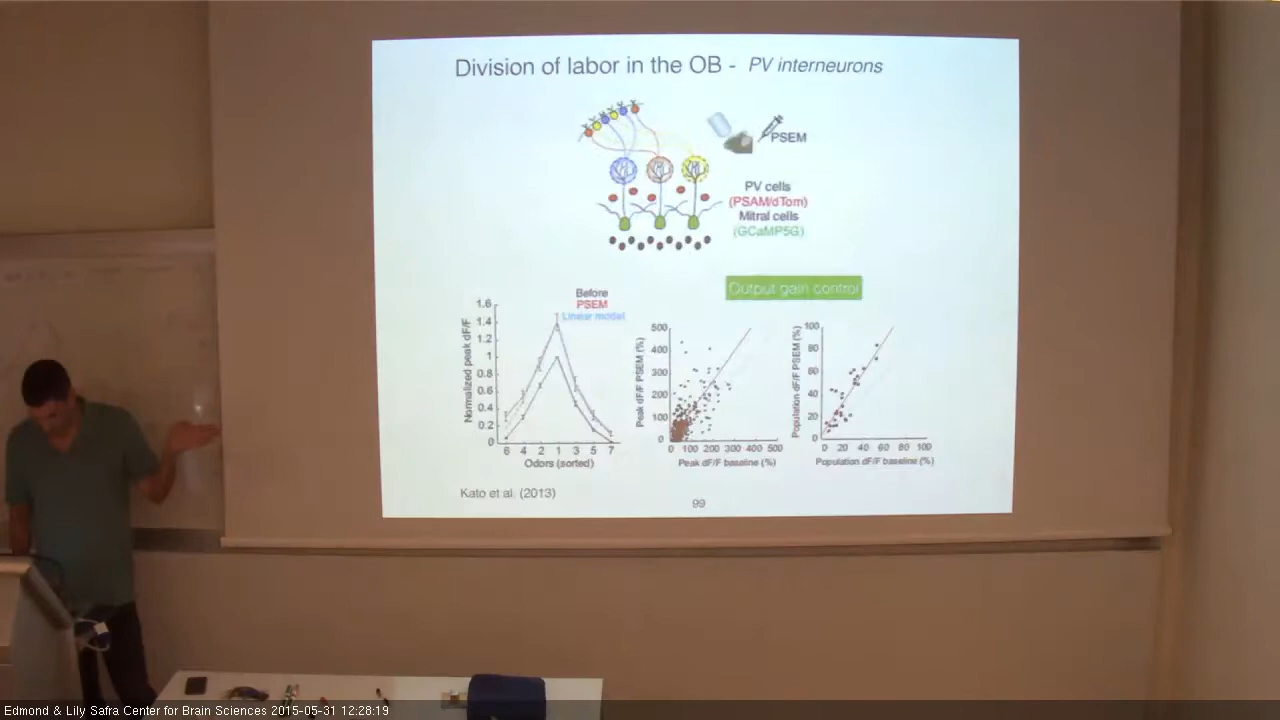 Division of labor in the OB - PV interneurons
PSEM
PV cells
(PSAM/dTom)
Mitral cells
(GCaMP5G)
Output gain control
Before
PSEM
Linear model
Normalized peak dF/F
1.6
1.4
1.2
1
0.8
0.6
0.4
0.2
0
6 4 2 1 3 5 7
Odors (sorted)
Peak dF/F PSEM (%)
500
400
300
200
100
0
0 100 200 300 400 500
Peak dF/F baseline (%)
Population dF/F PSEM (%)
100
80
60
40
20
0
0 20 40 60 80 100
Population dF/F baseline (%)
Kato et al. (2013)
99
Edmond & Lily Safra Center for Brain Sciences 2015-05-31 12:28:19